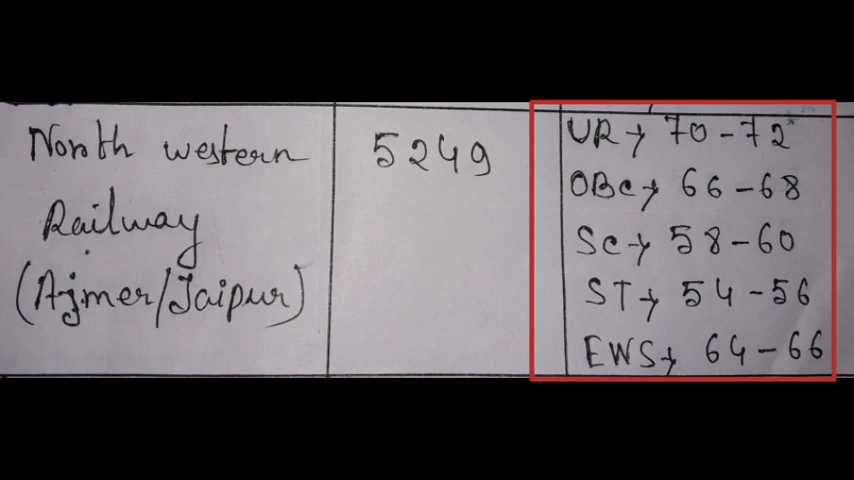 North western
Railway
(Ajmer/Jaipur)
5249
UR → 70-72*
OBC → 66-68
SC → 58-60
ST → 54-56
EWS → 64-66